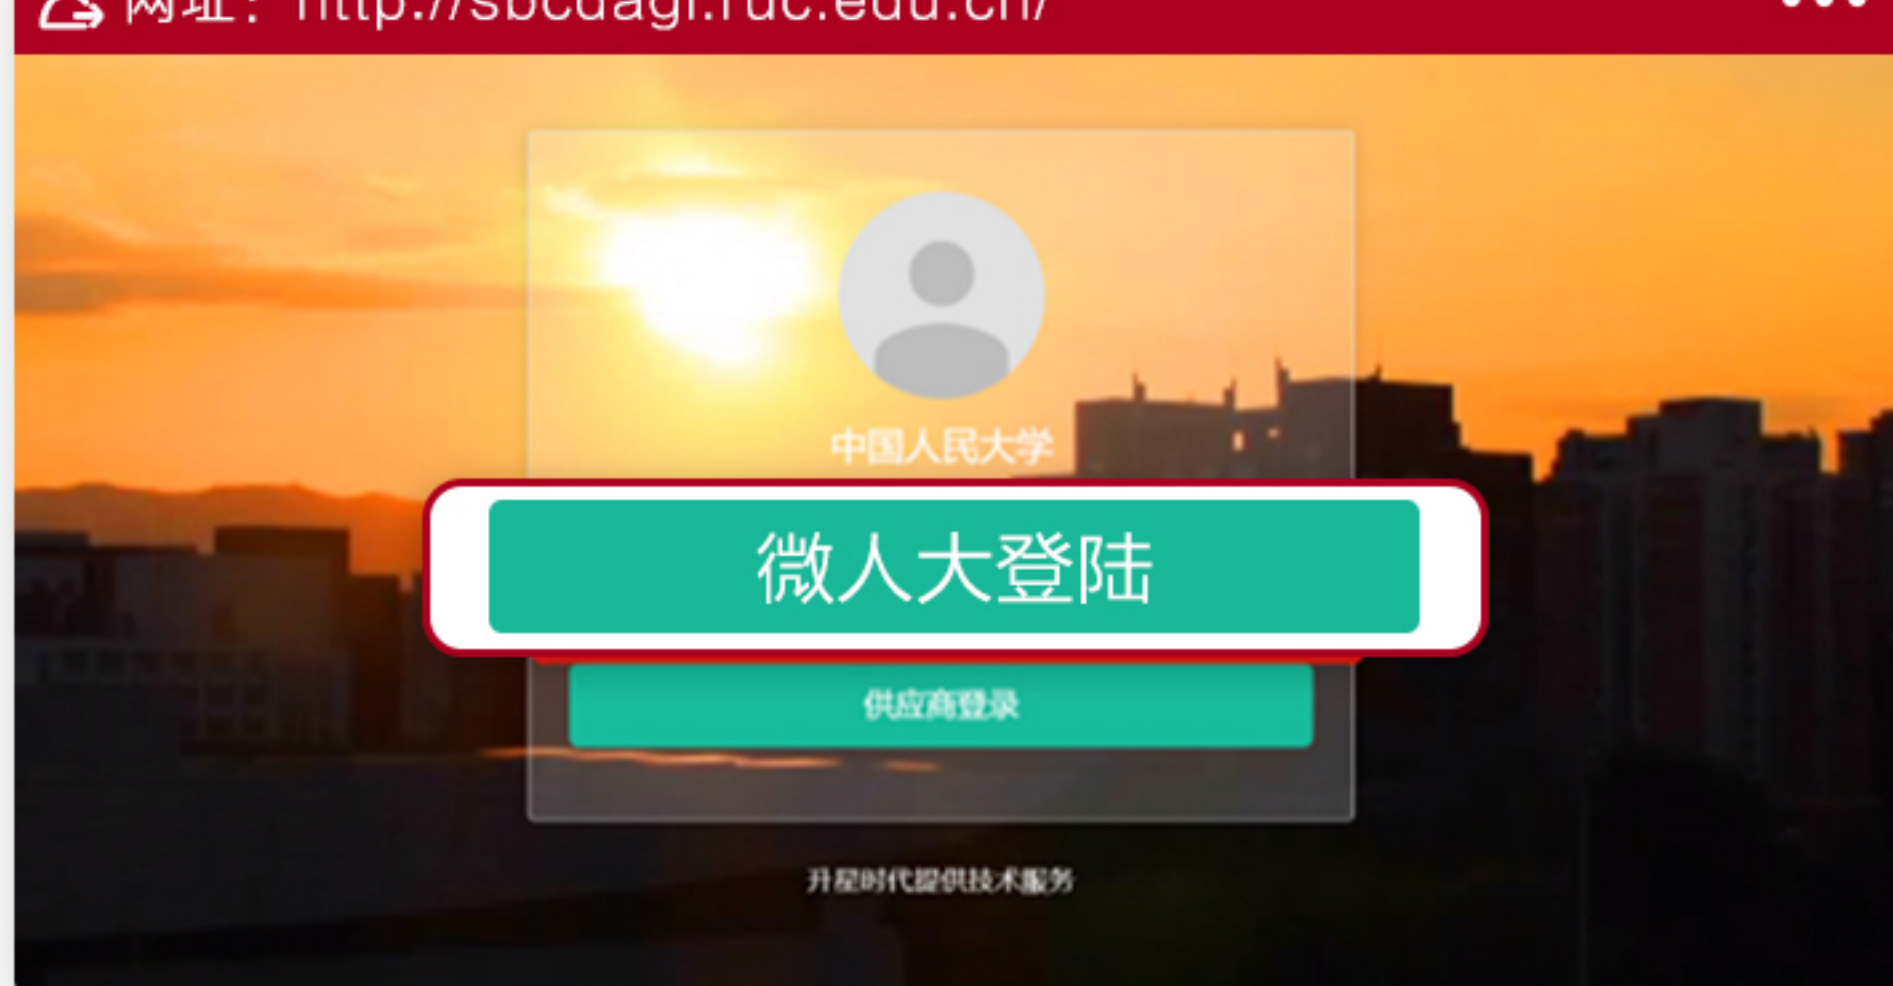 网址：http://sbcdagl.ruc.edu.cn/
中国人民大学
微人大登陆
供应商登录
升星时代提供技术服务